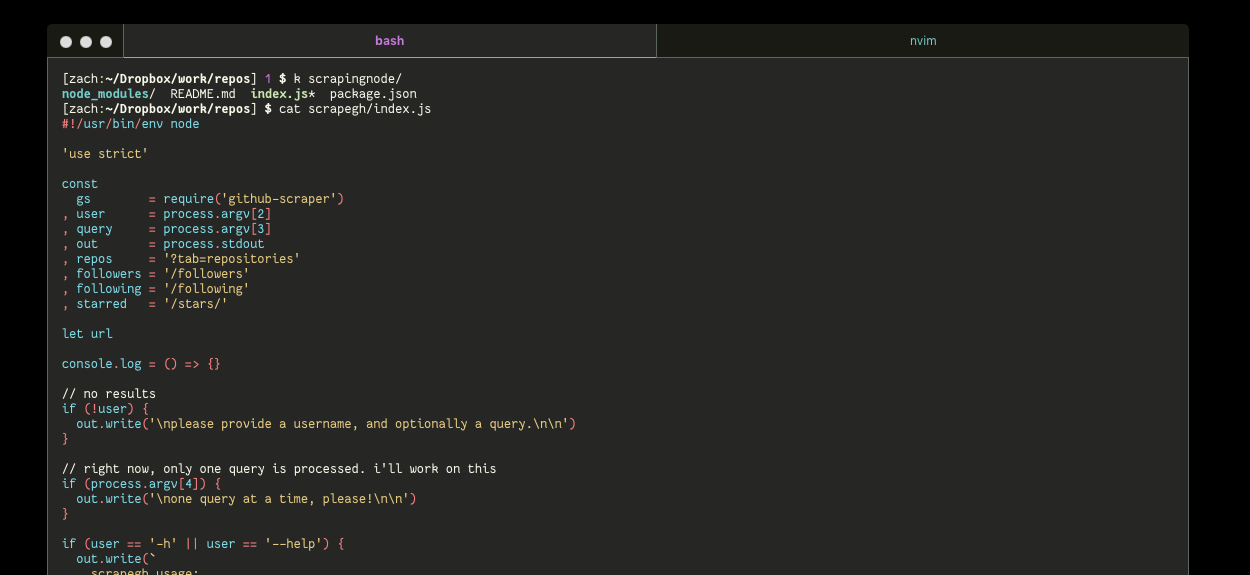 bash nvim
[zach:~/Dropbox/work/repos] 1 $ k scrapingnode/
node_modules/  README.md  index.js*  package.json
[zach:~/Dropbox/work/repos] $ cat scrapegh/index.js
#!/usr/bin/env node

'use strict'

const
  gs        = require('github-scraper')
, user      = process.argv[2]
, query     = process.argv[3]
, out       = process.stdout
, repos     = '?tab=repositories'
, followers = '/followers'
, following = '/following'
, starred   = '/stars/'

let url

console.log = () => {}

// no results
if (!user) {
  out.write('\nplease provide a username, and optionally a query.\n\n')
}

// right now, only one query is processed. i'll work on this
if (process.argv[4]) {
  out.write('\none query at a time, please!\n\n')
}

if (user == '-h' || user == '--help') {
  out.write(`
    scrapegh usage: